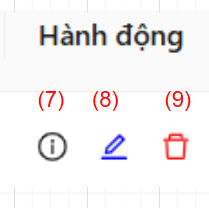 Hành động
(7) (8) (9)